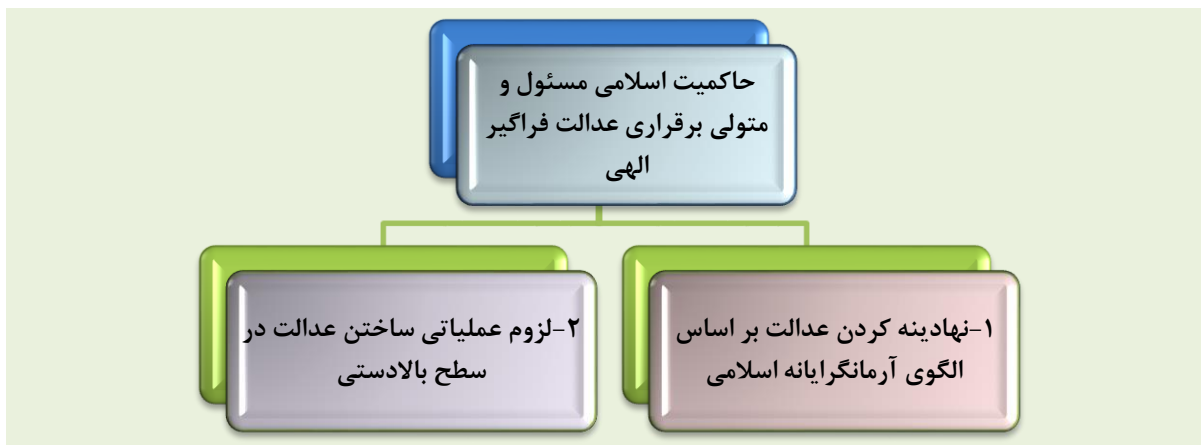 حاکمیت اسلامی مسئول و
متولی برقراری عدالت فراگیر
الهی
۱-نهادینه کردن عدالت بر اساس
الگوی آرمانگرایانه اسلامی
۲-لزوم عملیاتی ساختن عدالت در
سطح بالادستی